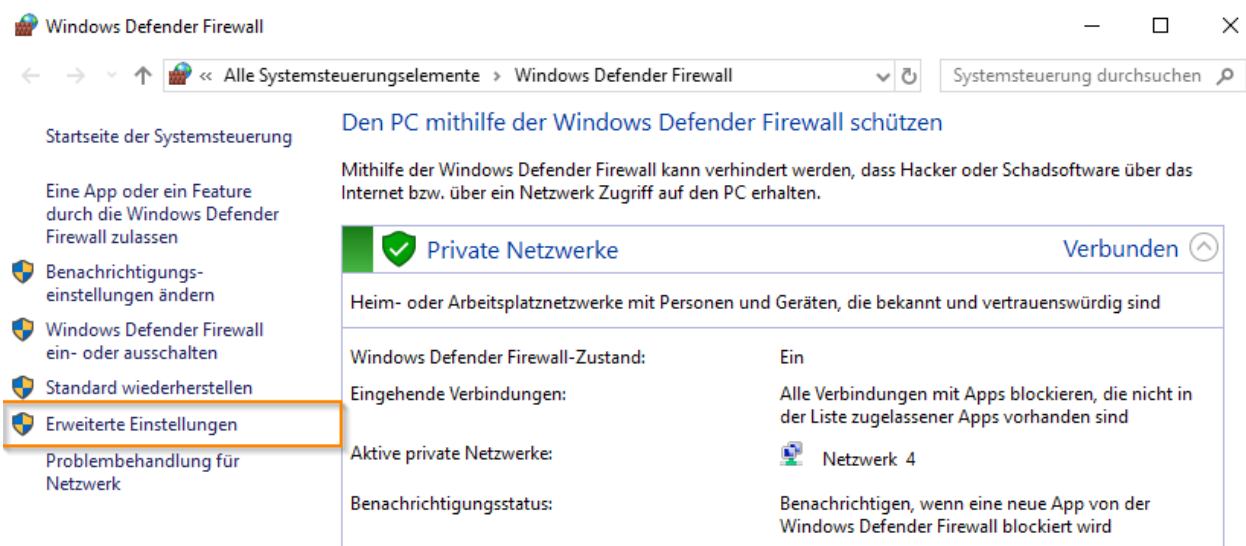 Windows Defender Firewall
« Alle Systemsteuerungselemente › Windows Defender Firewall
Systemsteuerung durchsuchen
Startseite der Systemsteuerung
Eine App oder ein Feature
durch die Windows Defender
Firewall zulassen
Benachrichtigungs-
einstellungen ändern
Windows Defender Firewall
ein- oder ausschalten
Standard wiederherstellen
Erweiterte Einstellungen
Problembehandlung für
Netzwerk
Den PC mithilfe der Windows Defender Firewall schützen
Mithilfe der Windows Defender Firewall kann verhindert werden, dass Hacker oder Schadsoftware über das
Internet bzw. über ein Netzwerk Zugriff auf den PC erhalten.
Private Netzwerke
Verbunden
Heim- oder Arbeitsplatznetzwerke mit Personen und Geräten, die bekannt und vertrauenswürdig sind
Windows Defender Firewall-Zustand:
Ein
Eingehende Verbindungen:
Alle Verbindungen mit Apps blockieren, die nicht in
der Liste zugelassener Apps vorhanden sind
Aktive private Netzwerke:
Netzwerk 4
Benachrichtigungsstatus:
Benachrichtigen, wenn eine neue App von der
Windows Defender Firewall blockiert wird